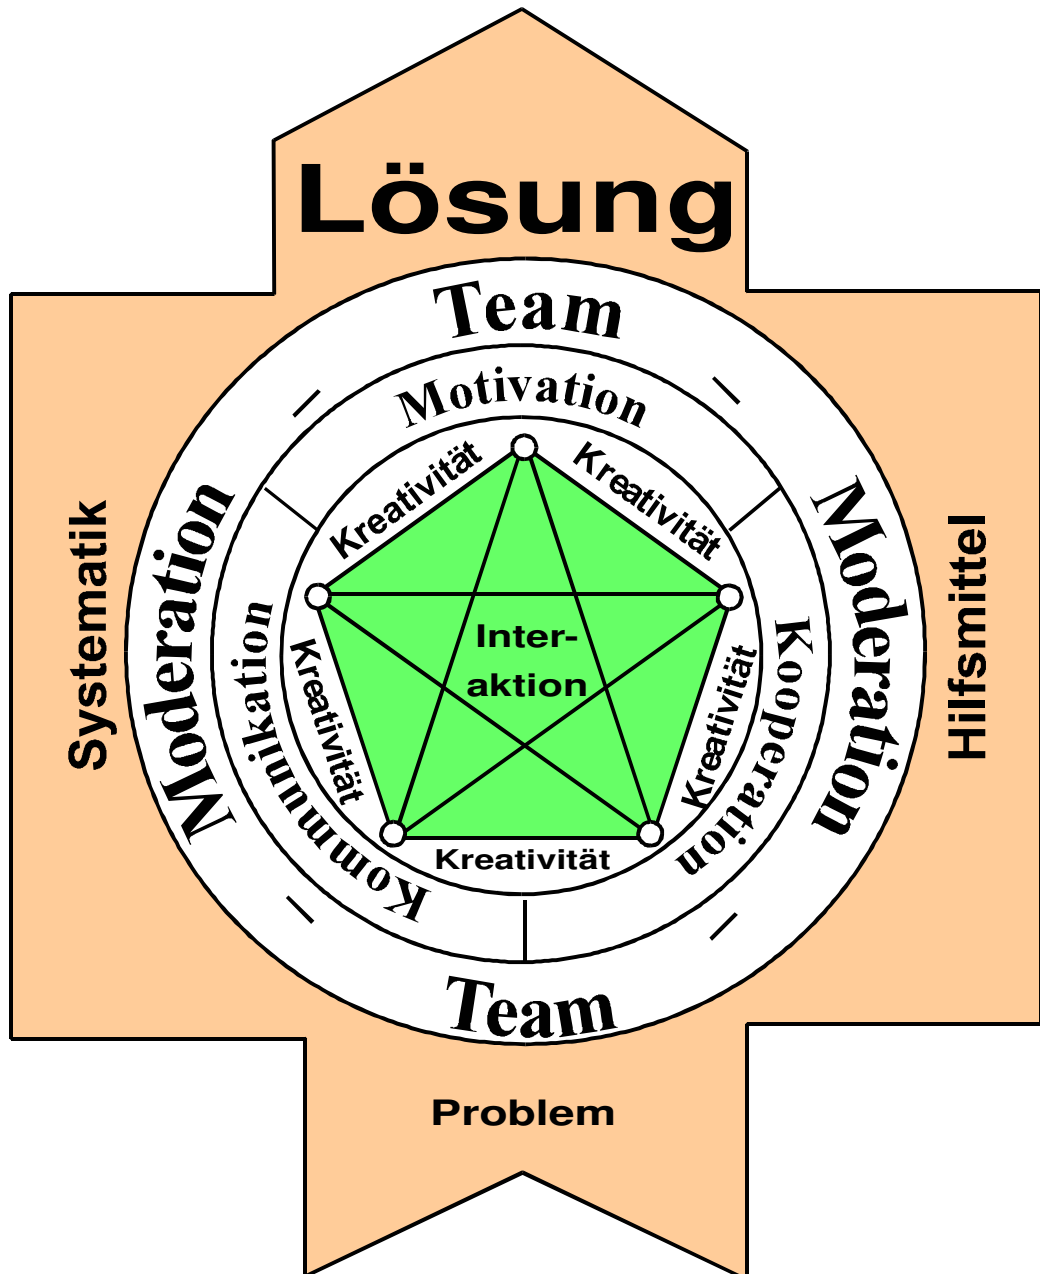 Lösung
Team
Motivation
Kreativität
Kreativität
Moderation
Moderation
Systematik
Hilfsmittel
Kommunikation
Kooperation
Inter-
aktion
Kreativität
Kreativität
Kreativität
Team
Problem